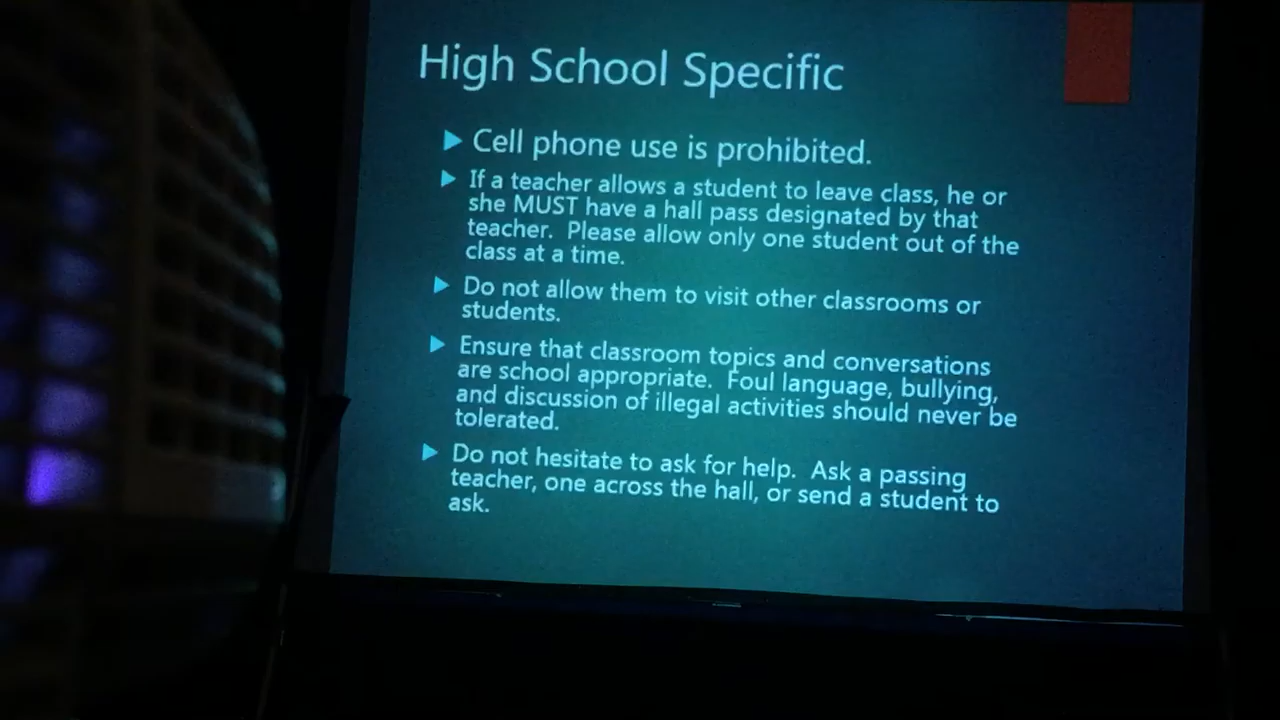 High School Specific
Cell phone use is prohibited.
If a teacher allows a student to leave class, he or
she MUST have a hall pass designated by that
teacher. Please allow only one student out of the
class at a time.
Do not allow them to visit other classrooms or
students.
Ensure that classroom topics and conversations
are school appropriate. Foul language, bullying,
and discussion of illegal activities should never be
tolerated.
Do not hesitate to ask for help. Ask a passing
teacher, one across the hall, or send a student to
ask.